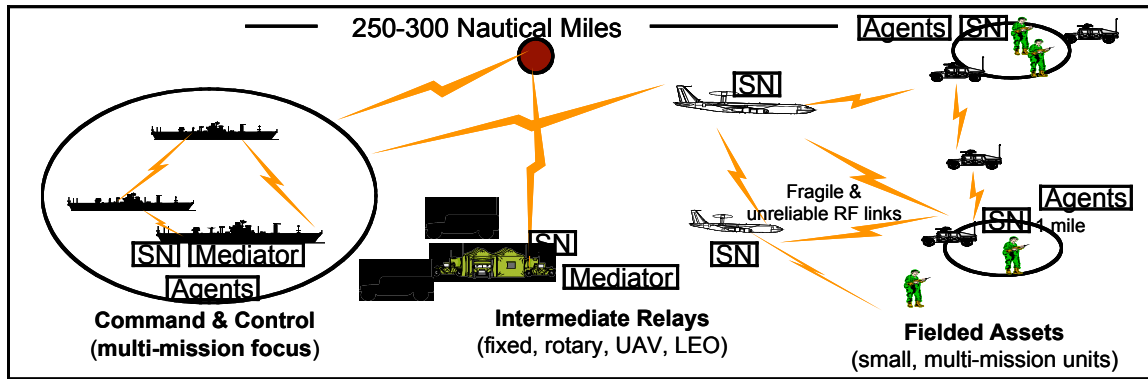 250-300 Nautical Miles
Agents SN
SN
Fragile &
unreliable RF links
Agents
SN 1 mile
SN
SN Mediator
Agents
SN
Mediator
Command & Control
(multi-mission focus)
Intermediate Relays
(fixed, rotary, UAV, LEO)
Fielded Assets
(small, multi-mission units)